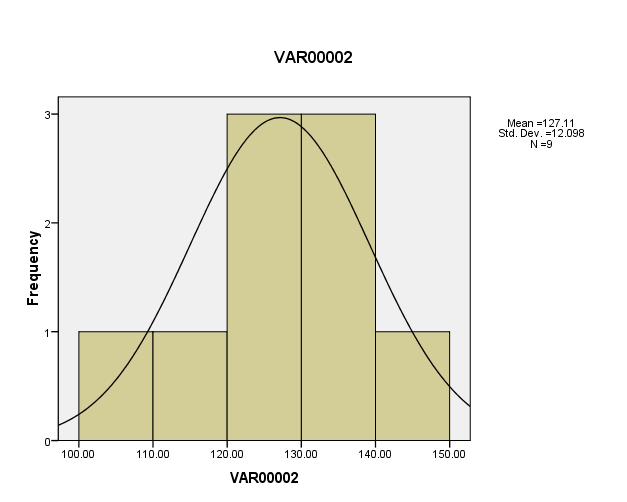 VAR00002
Mean =127.11
Std. Dev. =12.098
N =9
Frequency
3
2
1
0
100.00 110.00 120.00 130.00 140.00 150.00
VAR00002